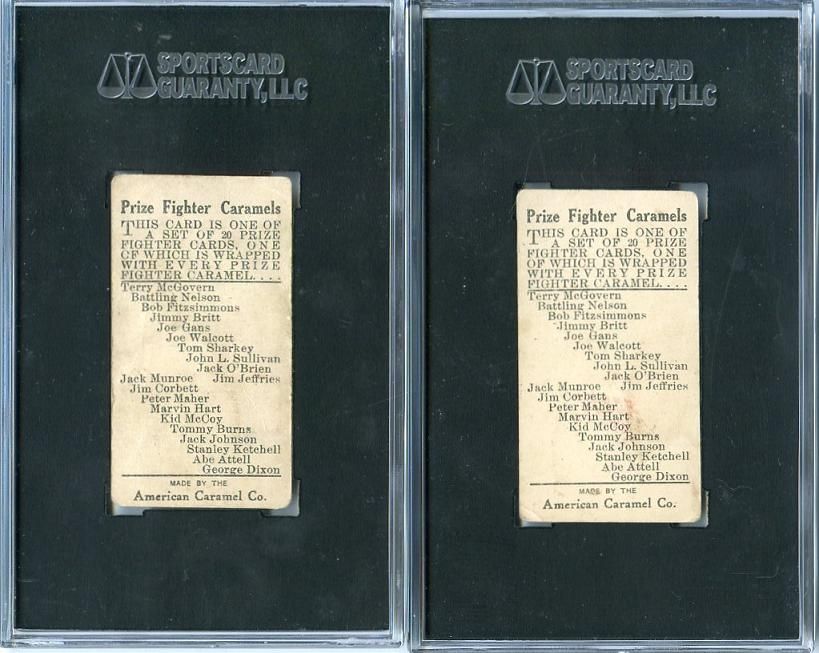 SPORTSCARD
GUARANTY, LLC
Prize Fighter Caramels
THIS CARD IS ONE OF
A SET OF 20 PRIZE
FIGHTER CARDS, ONE
OF WHICH IS WRAPPED
WITH EVERY PRIZE
FIGHTER CARAMEL....
Terry McGovern
Battling Nelson
Bob Fitzsimmons
Jimmy Britt
Joe Gans
Joe Walcott
Tom Sharkey
John L. Sullivan
Jack O'Brien
Jack Munroe Jim Jeffries
Jim Corbett
Peter Maher
Marvin Hart
Kid McCoy
Tommy Burns
Jack Johnson
Stanley Ketchell
Abe Attell
George Dixon
MADE BY THE
American Caramel Co.
SPORTSCARD
GUARANTY, LLC
Prize Fighter Caramels
THIS CARD IS ONE OF
A SET OF 20 PRIZE
FIGHTER CARDS, ONE
OF WHICH IS WRAPPED
WITH EVERY PRIZE
FIGHTER CARAMEL....
Terry McGovern
Battling Nelson
Bob Fitzsimmons
Jimmy Britt
Joe Gans
Joe Walcott
Tom Sharkey
John L. Sullivan
Jack O'Brien
Jack Munroe Jim Jeffries
Jim Corbett
Peter Maher
Marvin Hart
Kid McCoy
Tommy Burns
Jack Johnson
Stanley Ketchell
Abe Attell
George Dixon
MADE BY THE
American Caramel Co.